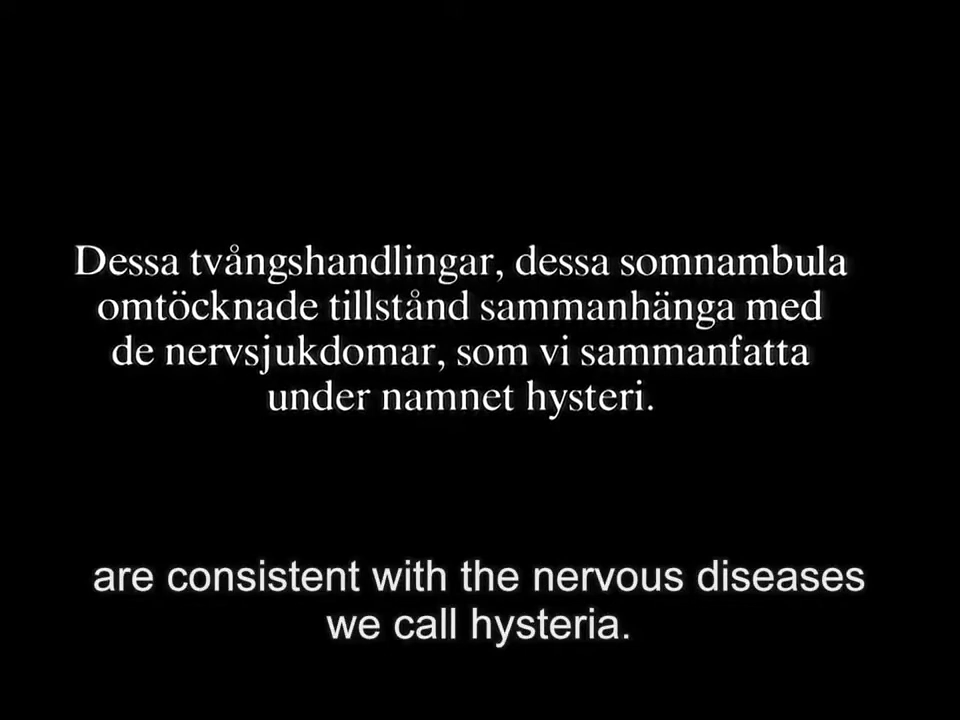 Dessa tvångshandlingar, dessa somnambula
omtöcknade tillstånd sammanhänga med
de nervsjukdomar, som vi sammanfatta
under namnet hysteri.
are consistent with the nervous diseases
we call hysteria.